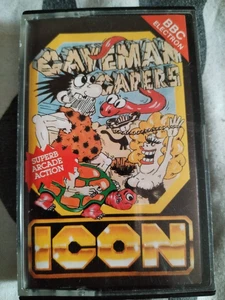 BBC
ELECTRON
CAVEMAN
CAPERS
SUPERB
ARCADE
ACTION
ICON